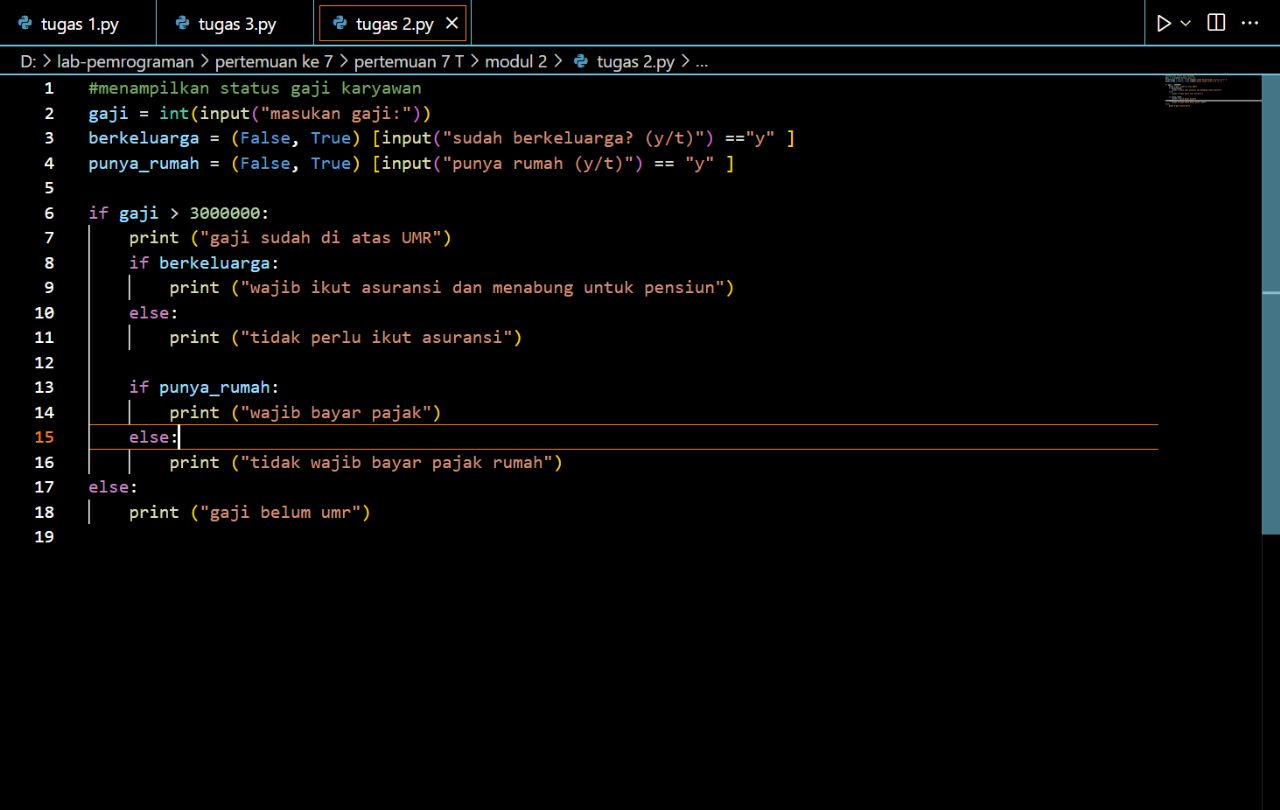 tugas 1.py tugas 3.py tugas 2.py
D: > lab-pemrograman > pertemuan ke 7 > pertemuan 7 T > modul 2 > tugas 2.py > ...
1 #menampilkan status gaji karyawan
2 gaji = int(input("masukan gaji:"))
3 berkeluarga = (False, True) [input("sudah berkeluarga? (y/t)") =="y" ]
4 punya_rumah = (False, True) [input("punya rumah (y/t)") == "y" ]
5
6 if gaji > 3000000:
7     print ("gaji sudah di atas UMR")
8     if berkeluarga:
9         print ("wajib ikut asuransi dan menabung untuk pensiun")
10     else:
11         print ("tidak perlu ikut asuransi")
12
13     if punya_rumah:
14         print ("wajib bayar pajak")
15     else:
16         print ("tidak wajib bayar pajak rumah")
17 else:
18     print ("gaji belum umr")
19